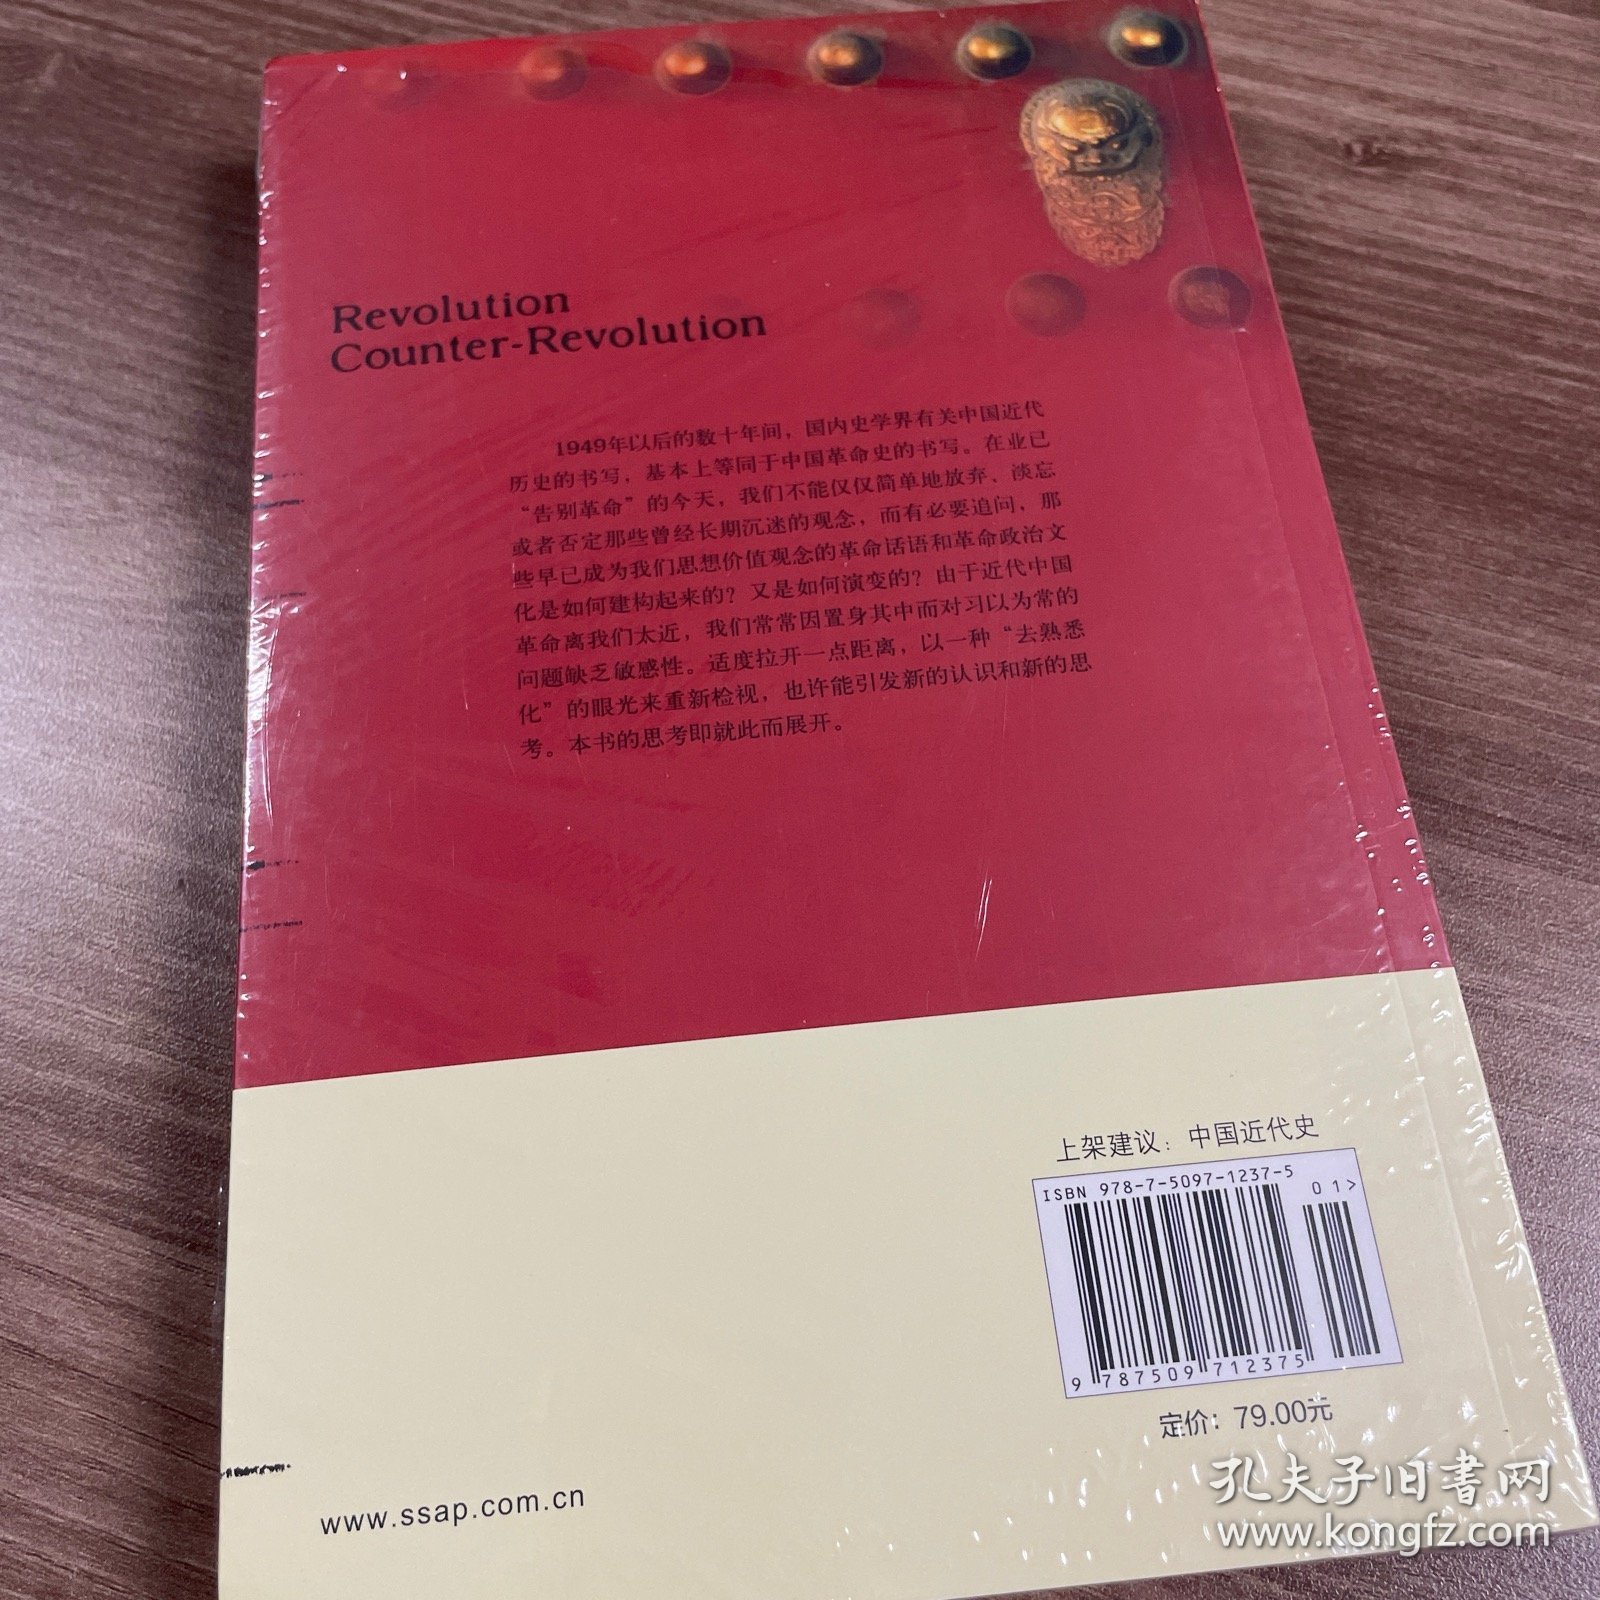 Revolution
Counter-Revolution
1949年以后的数十年间，国内史学界有关中国近代
历史的书写，基本上等同于中国革命史的书写。在业已
“告别革命”的今天，我们不能仅仅简单地放弃、淡忘
或者否定那些曾经长期沉迷的观念，而有必要追问，那
些早已成为我们思想价值观念的革命话语和革命政治文
化是如何建构起来的？又是如何演变的？由于近代中国
革命离我们太近，我们常常因置身其中而对习以为常的
问题缺乏敏感性。适度拉开一点距离，以一种“去熟悉
化”的眼光来重新检视，也许能引发新的认识和新的思
考。本书的思考即就此而展开。
上架建议：中国近代史
ISBN 978-7-5097-1237-5
01>
9 787509 712375
定价：79.00元
www.ssap.com.cn
孔夫子旧书网
www.kongfz.com